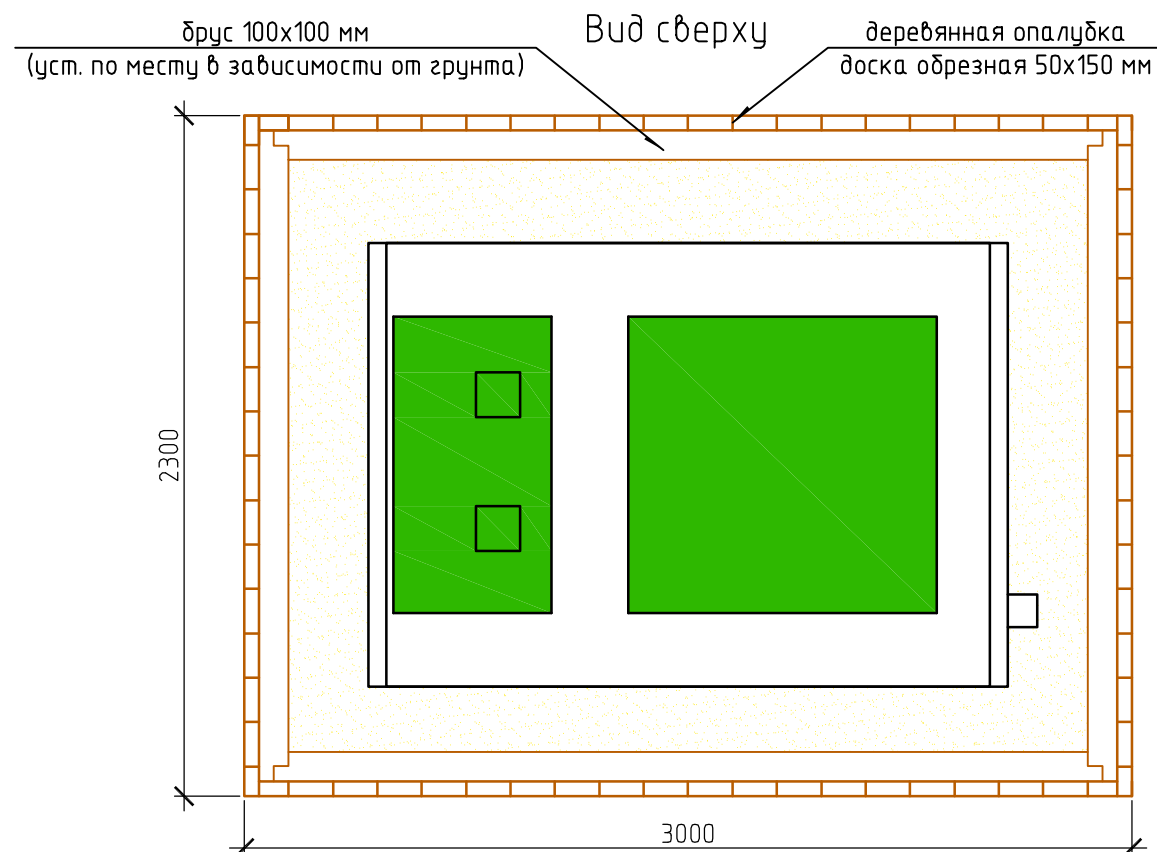 Вид сверху
брус 100х100 мм
(уст. по месту в зависимости от грунта)
деревянная опалубка
доска обрезная 50х150 мм
2300
3000